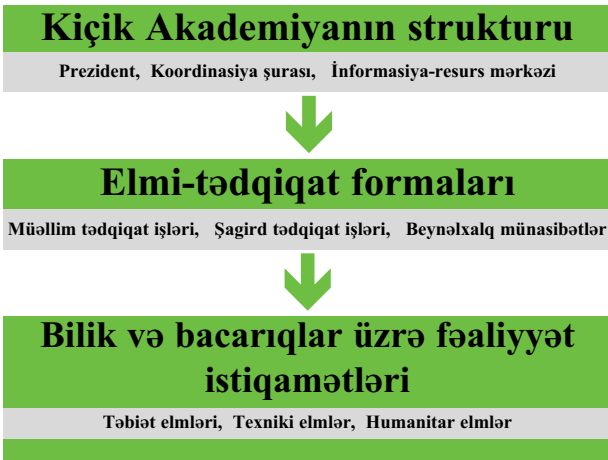 Kiçik Akademiyanın strukturu
Prezident, Koordinasiya şurası, İnformasiya-resurs mərkəzi
Elmi-tədqiqat formaları
Müəllim tədqiqat işləri, Şagird tədqiqat işləri, Beynəlxalq münasibətlər
Bilik və bacarıqlar üzrə fəaliyyət
istiqamətləri
Təbiət elmləri, Texniki elmlər, Humanitar elmlər